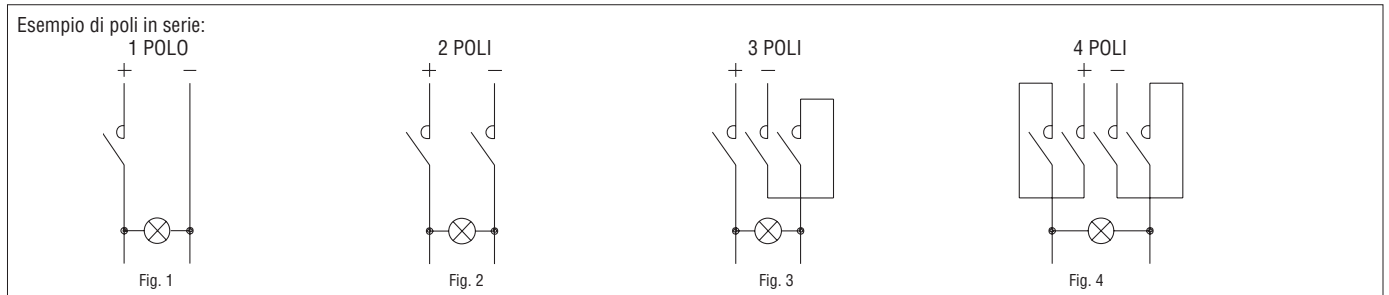 Esempio di poli in serie:
1 POLO 2 POLI 3 POLI 4 POLI
+ – + – + – + –
Fig. 1 Fig. 2 Fig. 3 Fig. 4